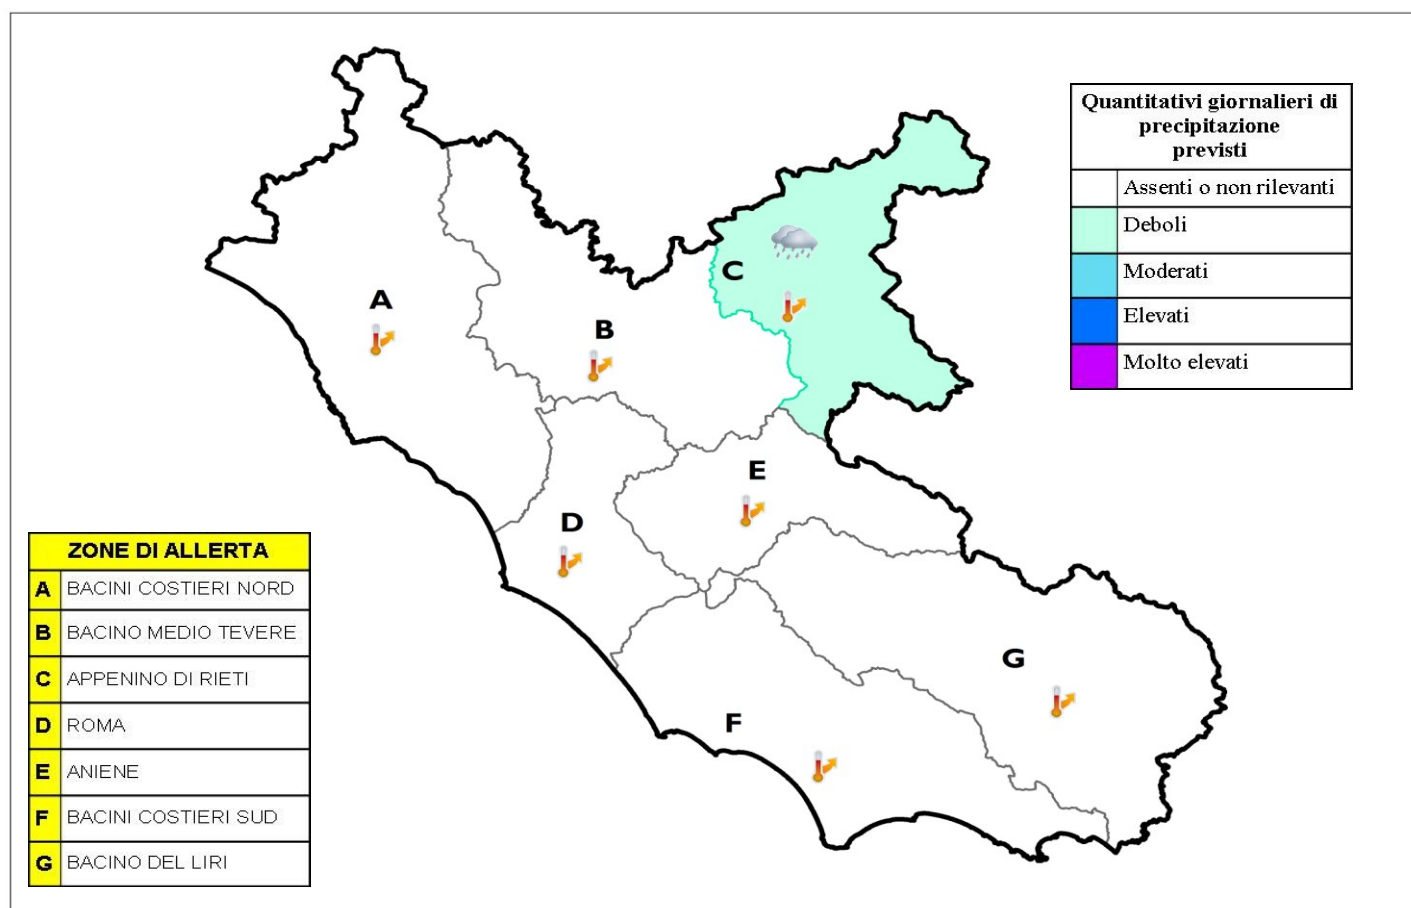 Quantitativi giornalieri di
precipitazione
previsti
Assenti o non rilevanti
Deboli
Moderati
Elevati
Molto elevati
A
B
C
E
D
G
F
ZONE DI ALLERTA
A BACINI COSTIERI NORD
B BACINO MEDIO TEVERE
C APPENINO DI RIETI
D ROMA
E ANIENE
F BACINI COSTIERI SUD
G BACINO DEL LIRI